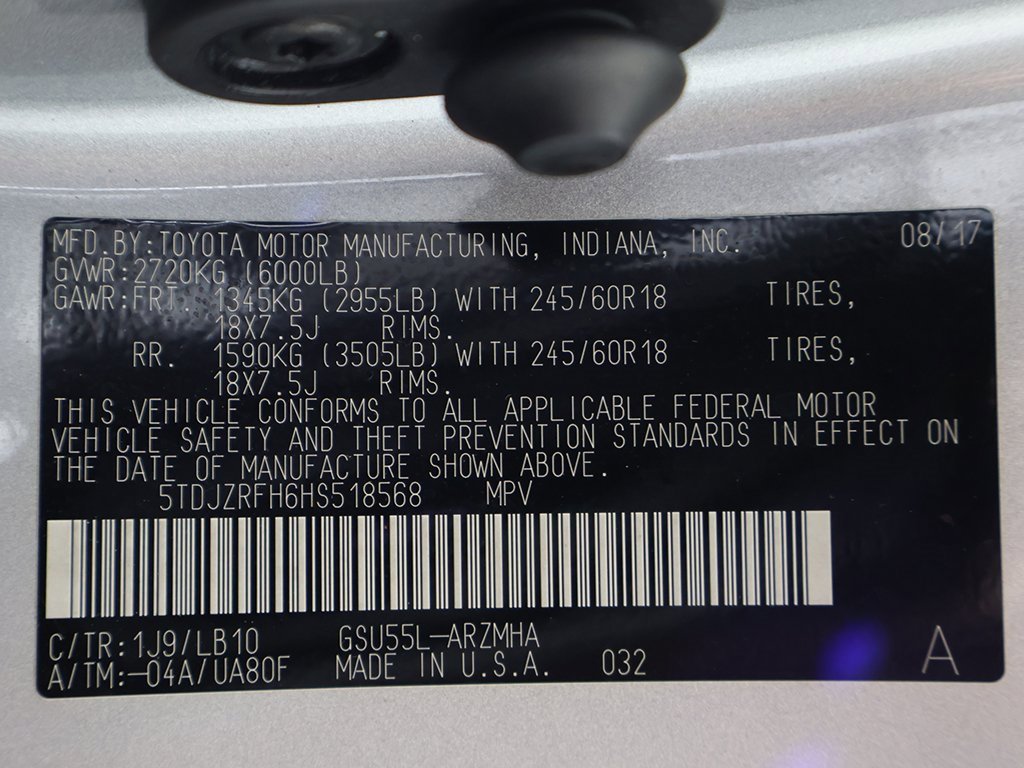 MFD.BY:TOYOTA MOTOR MANUFACTURING, INDIANA, INC. 08/17
GVWR:2720KG (6000LB)
GAWR:FRT. 1345KG (2955LB) WITH 245/60R18 TIRES,
18X7.5J RIMS.
RR. 1590KG (3505LB) WITH 245/60R18 TIRES,
18X7.5J RIMS.
THIS VEHICLE CONFORMS TO ALL APPLICABLE FEDERAL MOTOR
VEHICLE SAFETY AND THEFT PREVENTION STANDARDS IN EFFECT ON
THE DATE OF MANUFACTURE SHOWN ABOVE.
5TDJZRFH6HS518568 MPV
C/TR:1J9/LB10 GSU55L-ARZMHA
A/TM:-04A/UA80F MADE IN U.S.A. 032 A